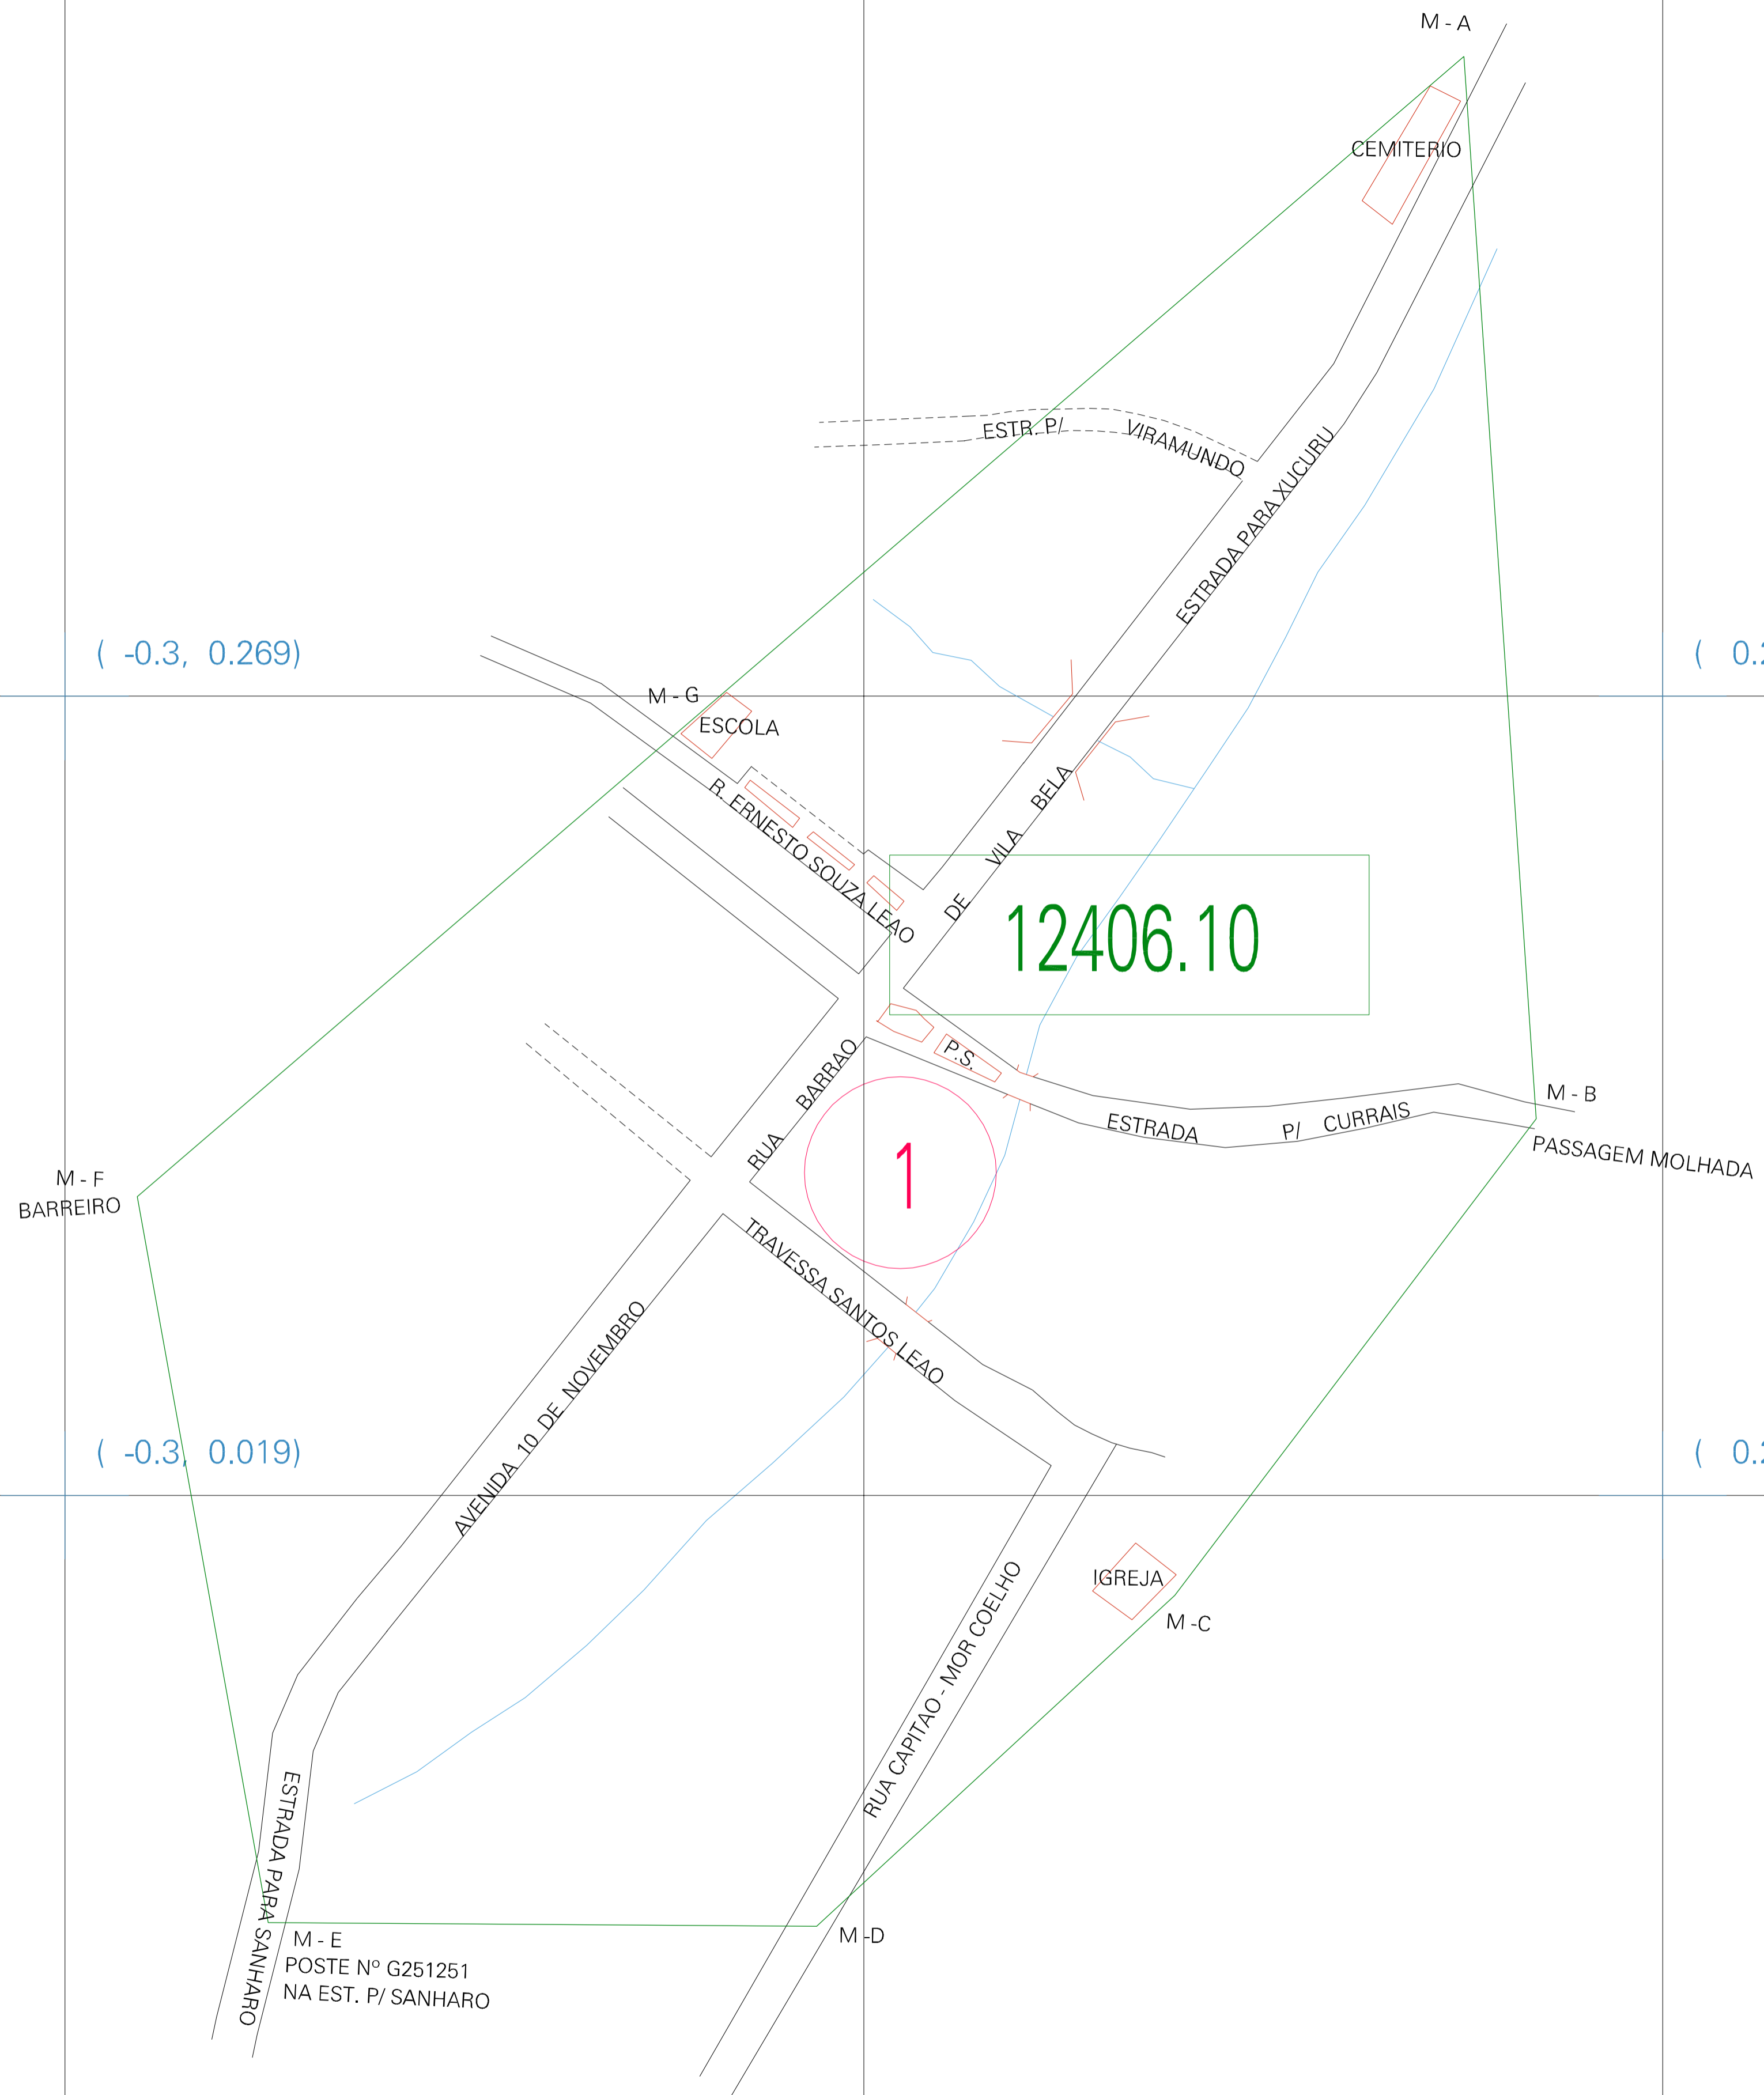 M - A
CEMITERIO
ESTR. P/ VIRAMUNDO
ESTRADA PARA XUCURU
( -0.3, 0.269)
M - G
ESCOLA
R. ERNESTO SOUZA LEAO
RUA BARRAO DE VILA BELA
12406.10
P.S.
M - B
ESTRADA P/ CURRAIS
PASSAGEM MOLHADA
1
M - F
BARREIRO
TRAVESSA SANTOS LEAO
AVENIDA 10 DE NOVEMBRO
( -0.3, 0.019)
IGREJA
M -C
RUA CAPITAO - MOR COELHO
ESTRADA PARA SANHARO
M - E
POSTE Nº G251251
NA EST. P/ SANHARO
M -D